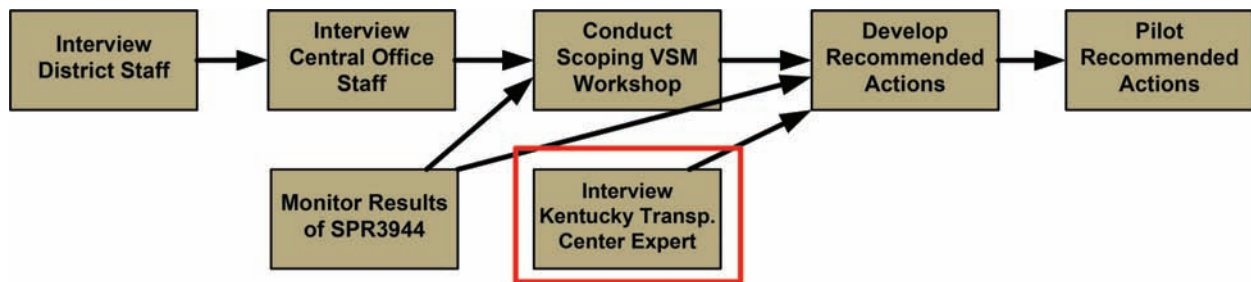 Interview
District Staff
Interview
Central Office
Staff
Conduct
Scoping VSM
Workshop
Develop
Recommended
Actions
Pilot
Recommended
Actions
Monitor Results
of SPR3944
Interview
Kentucky Transp.
Center Expert